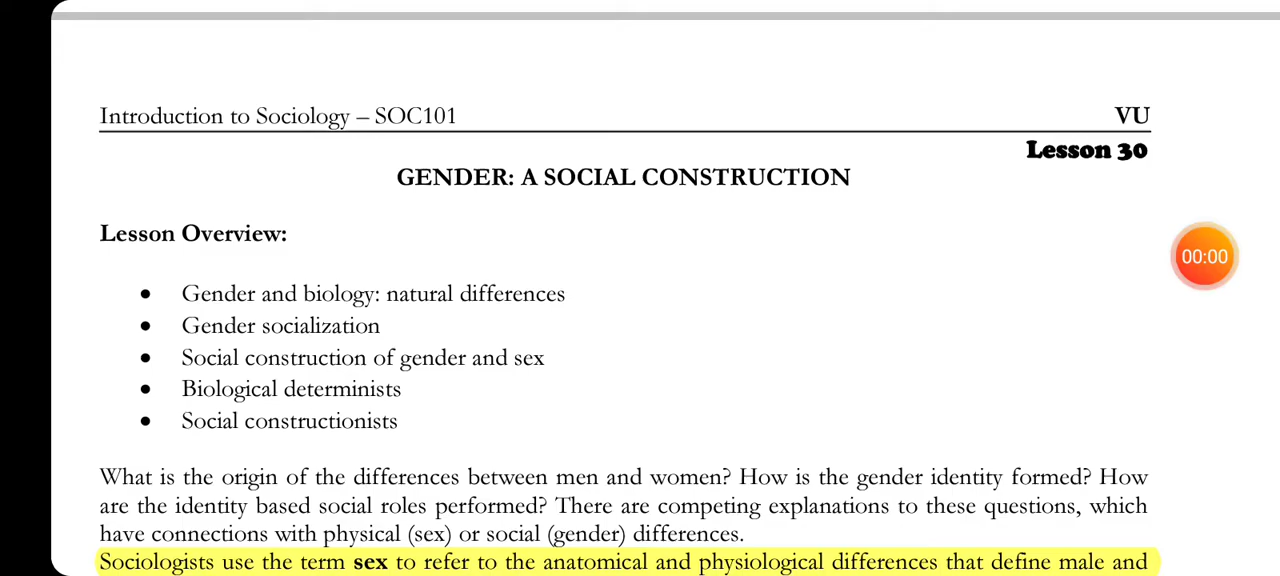 Introduction to Sociology – SOC101 VU
Lesson 30
GENDER: A SOCIAL CONSTRUCTION
Lesson Overview:
• Gender and biology: natural differences
• Gender socialization
• Social construction of gender and sex
• Biological determinists
• Social constructionists
00:00
What is the origin of the differences between men and women? How is the gender identity formed? How
are the identity based social roles performed? There are competing explanations to these questions, which
have connections with physical (sex) or social (gender) differences.
Sociologists use the term sex to refer to the anatomical and physiological differences that define male and